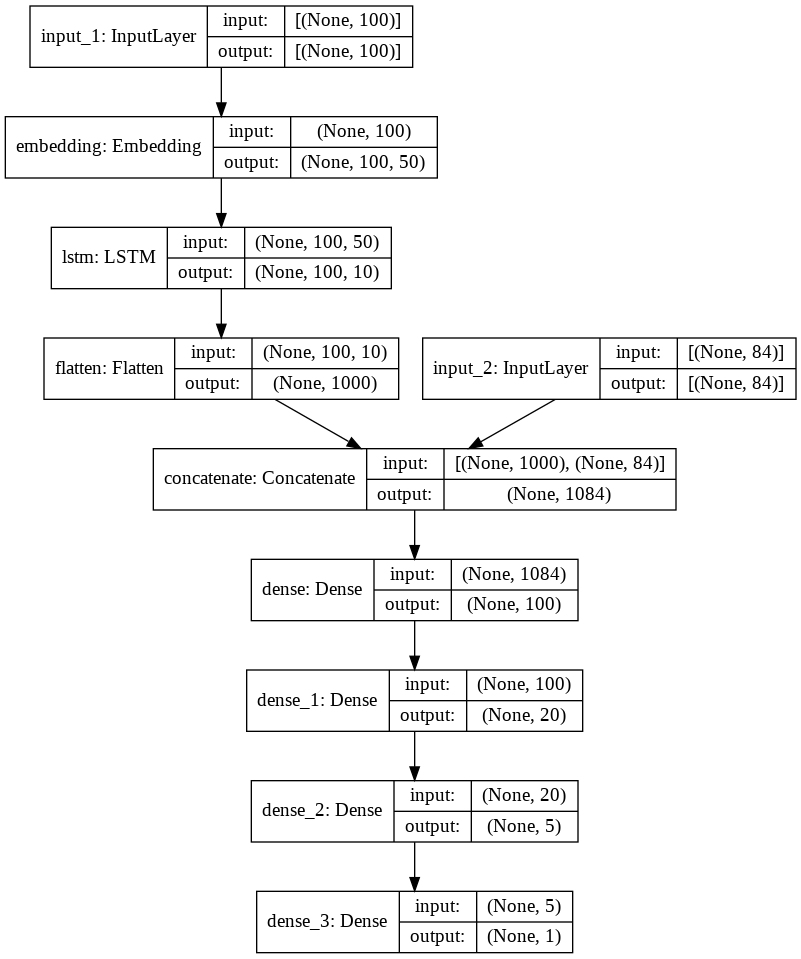 input_1: InputLayer
input:
[(None, 100)]
output:
[(None, 100)]
embedding: Embedding
input:
(None, 100)
output:
(None, 100, 50)
lstm: LSTM
input:
(None, 100, 50)
output:
(None, 100, 10)
flatten: Flatten
input:
(None, 100, 10)
output:
(None, 1000)
input_2: InputLayer
input:
[(None, 84)]
output:
[(None, 84)]
concatenate: Concatenate
input:
[(None, 1000), (None, 84)]
output:
(None, 1084)
dense: Dense
input:
(None, 1084)
output:
(None, 100)
dense_1: Dense
input:
(None, 100)
output:
(None, 20)
dense_2: Dense
input:
(None, 20)
output:
(None, 5)
dense_3: Dense
input:
(None, 5)
output:
(None, 1)